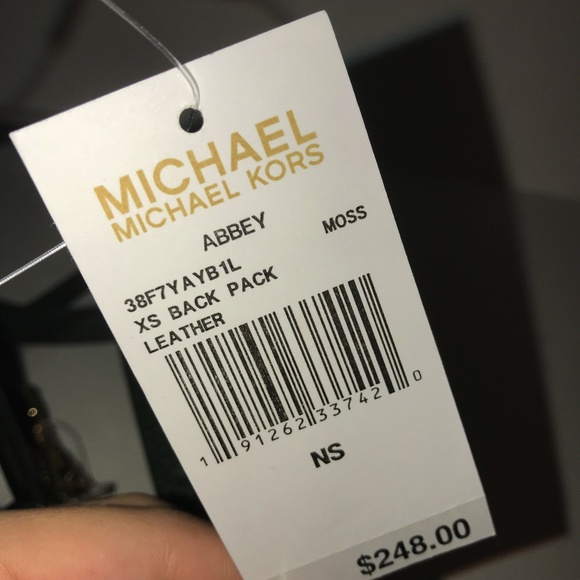 MICHAEL
MICHAEL KORS
ABBEY MOSS
38F7YAYB1L
XS BACK PACK
LEATHER
1 91262 33742 0
NS
$248.00